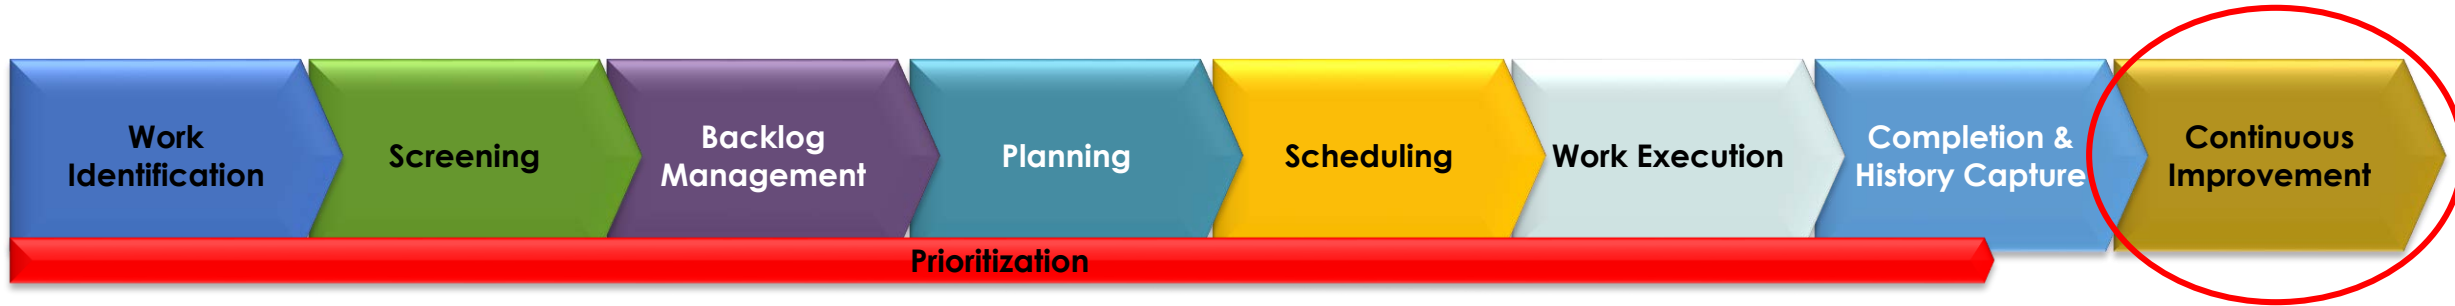 Work
Identification
Screening
Backlog
Management
Planning
Scheduling
Work Execution
Completion &
History Capture
Continuous
Improvement
Prioritization